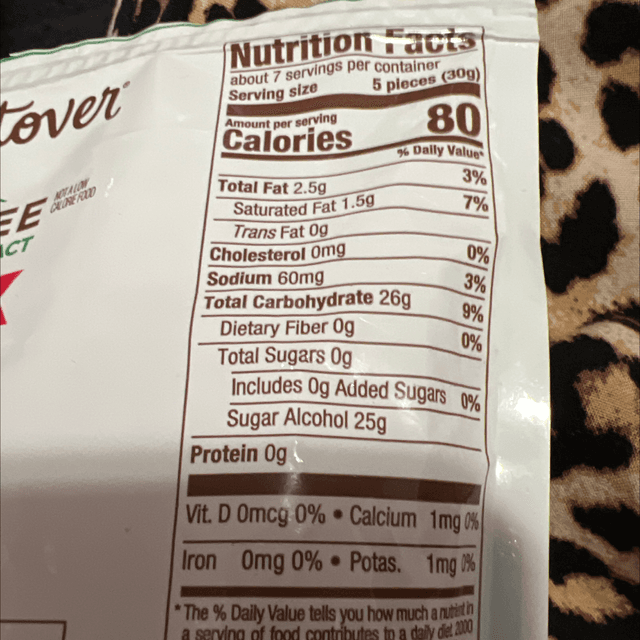 tover®
EE
NOT A LOW
CALORIE FOOD
ACT
Nutrition Facts
about 7 servings per container
Serving size 5 pieces (30g)
Amount per serving
Calories 80
% Daily Value*
Total Fat 2.5g 3%
Saturated Fat 1.5g 7%
Trans Fat 0g
Cholesterol 0mg 0%
Sodium 60mg 3%
Total Carbohydrate 26g 9%
Dietary Fiber 0g 0%
Total Sugars 0g
Includes 0g Added Sugars 0%
Sugar Alcohol 25g
Protein 0g
Vit. D 0mcg 0% • Calcium 1mg 0%
Iron 0mg 0% • Potas. 1mg 0%
*The % Daily Value tells you how much a nutrient in
a serving of food contributes to a daily diet. 2000